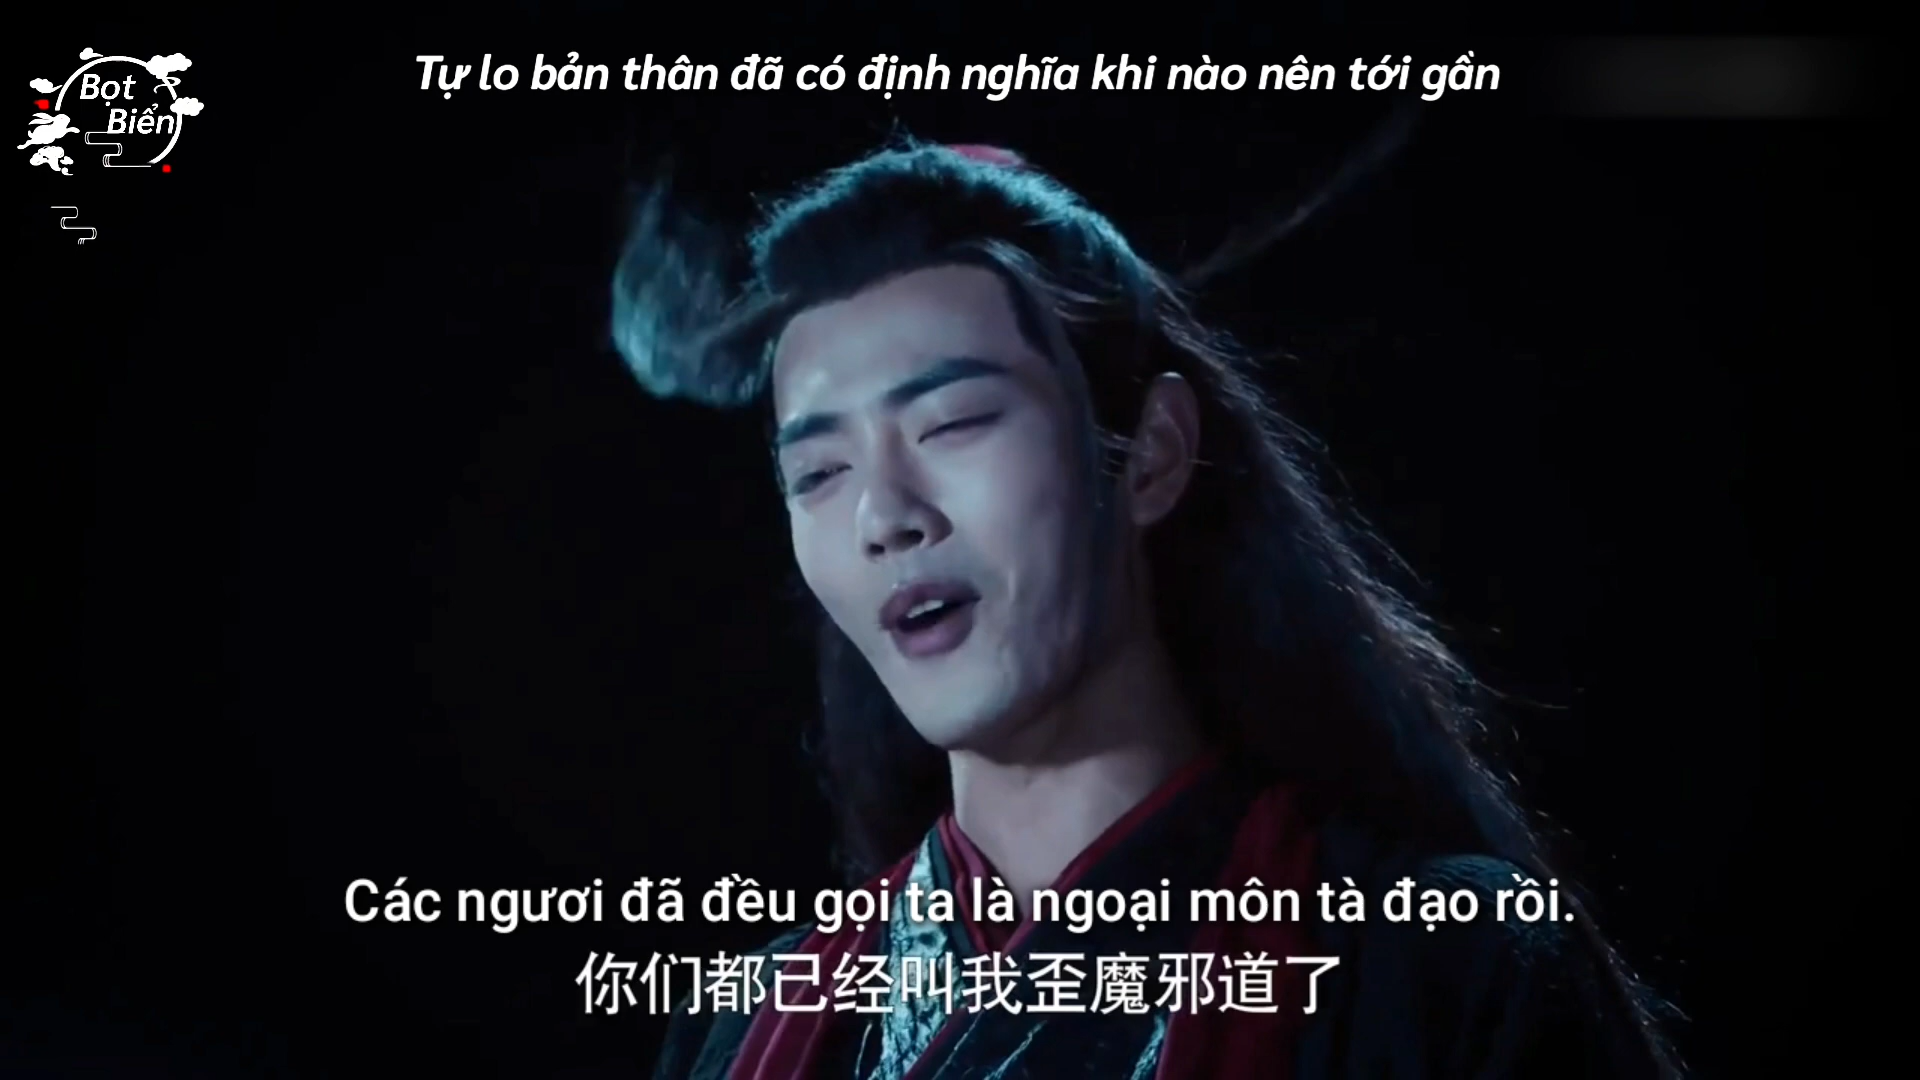 Bọt
Biển
Tự lo bản thân đã có định nghĩa khi nào nên tới gần
Các ngươi đã đều gọi ta là ngoại môn tà đạo rồi.
你们都已经叫我歪魔邪道了